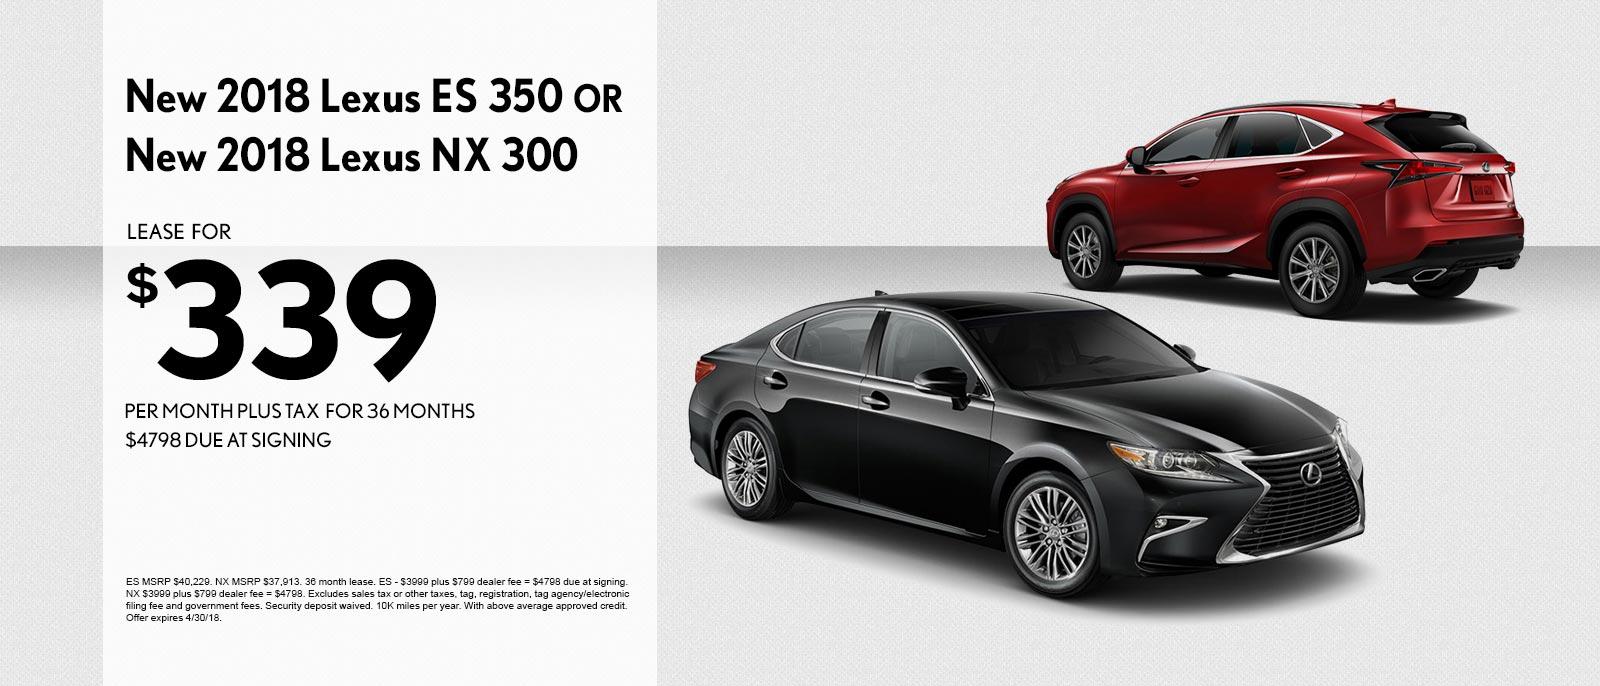 New 2018 Lexus ES 350 OR
New 2018 Lexus NX 300
LEASE FOR
$339
PER MONTH PLUS TAX FOR 36 MONTHS
$4798 DUE AT SIGNING
ES MSRP $40,229. NX MSRP $37,913. 36 month lease. ES - $3999 plus $799 dealer fee = $4798 due at signing.
NX $3999 plus $799 dealer fee = $4798. Excludes sales tax or other taxes, tag, registration, tag agency/electronic
filing fee and government fees. Security deposit waived. 10K miles per year. With above average approved credit.
Offer expires 4/30/18.